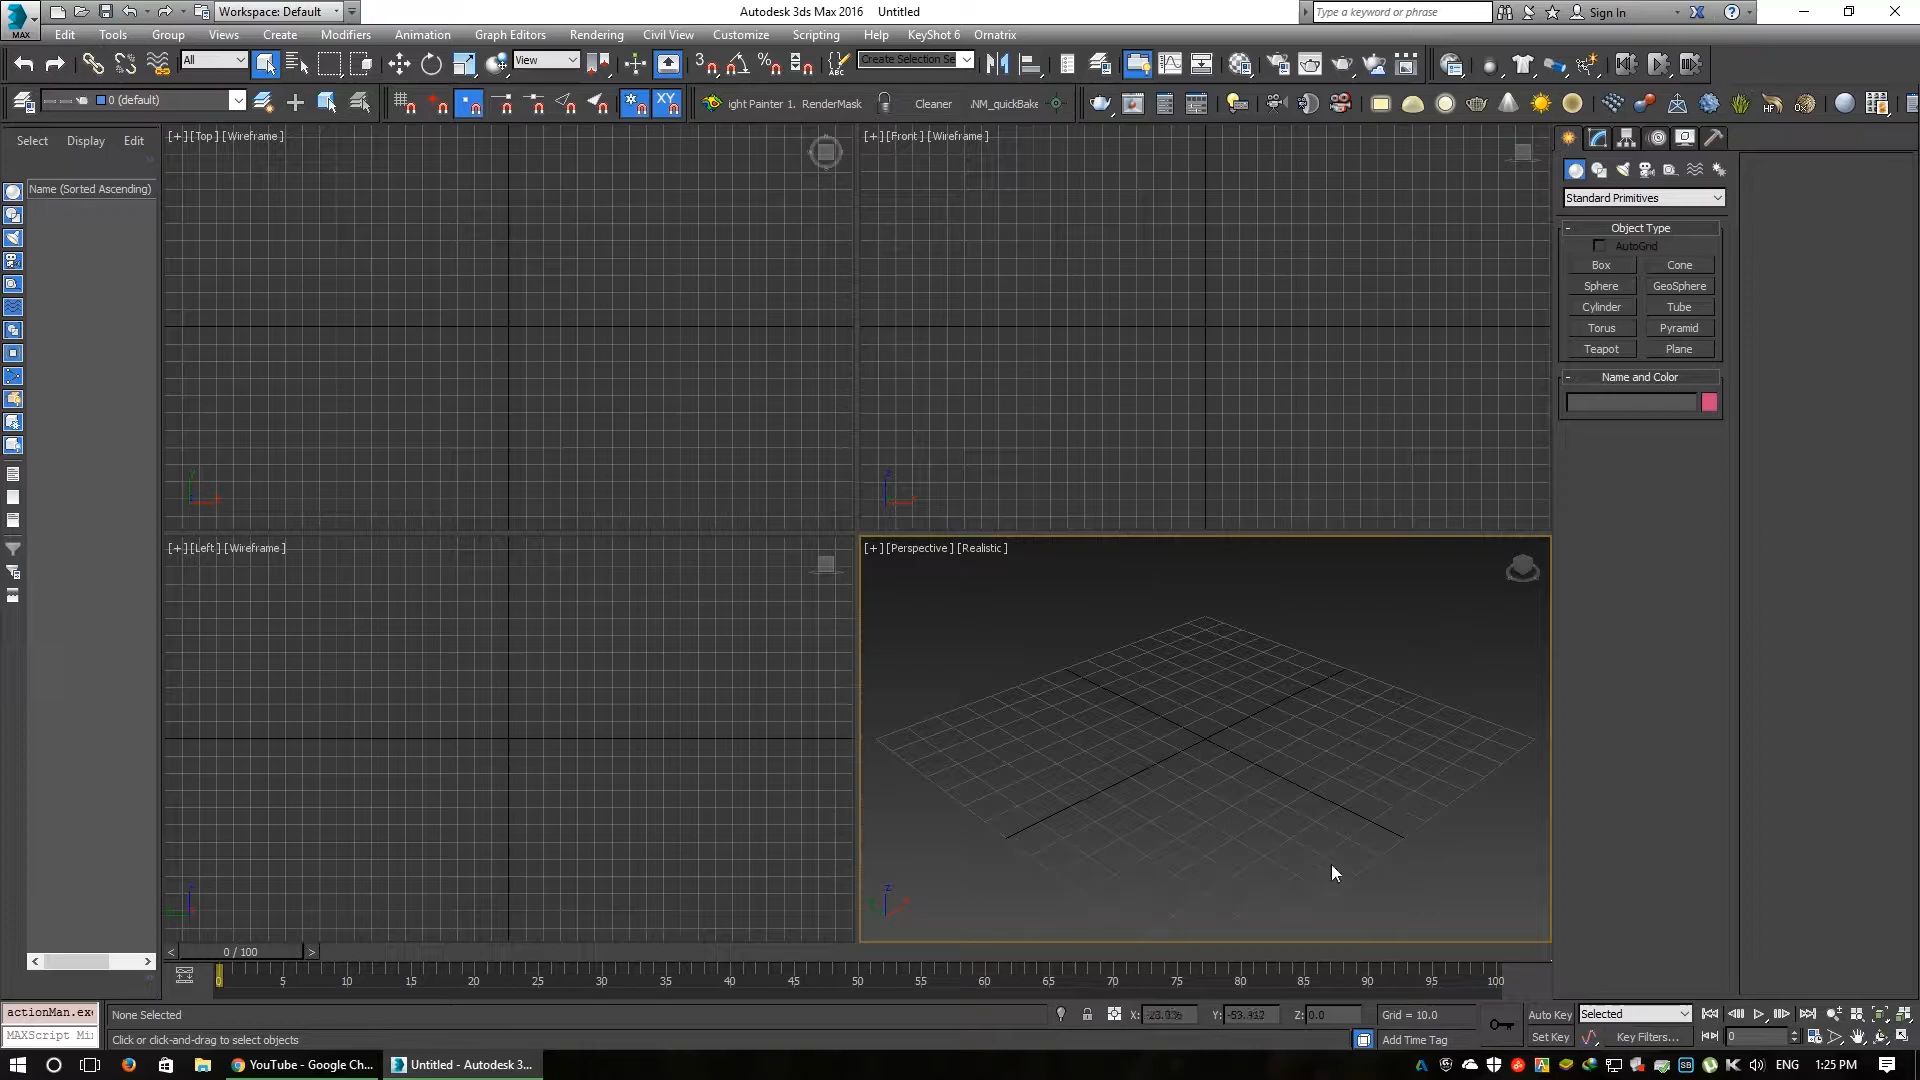 Workspace: Default
Autodesk 3ds Max 2016 Untitled
Type a keyword or phrase
Sign In
MAX
Edit Tools Group Views Create Modifiers Animation Graph Editors Rendering Civil View Customize Scripting Help KeyShot 6 Ornatrix
All
View
3
ABC
Create Selection Se
0 (default)
XY
ight Painter 1. RenderMask
Cleaner
.NM_quickBake
HF
Select Display Edit
Name (Sorted Ascending)
[+] [Top] [Wireframe]
[+] [Front] [Wireframe]
[+] [Left] [Wireframe]
[+] [Perspective] [Realistic]
Standard Primitives
- Object Type
AutoGrid
Box Cone
Sphere GeoSphere
Cylinder Tube
Torus Pyramid
Teapot Plane
- Name and Color
< 0 / 100 >
0 5 10 15 20 25 30 35 40 45 50 55 60 65 70 75 80 85 90 95 100
actionMan.exe
MAXScript Mi
None Selected
Click or click-and-drag to select objects
X:
Y:
Z: 0.0
Grid = 10.0
Add Time Tag
Auto Key Selected
Set Key Key Filters...
0
YouTube - Google Ch...
Untitled - Autodesk 3...
ENG
1:25 PM